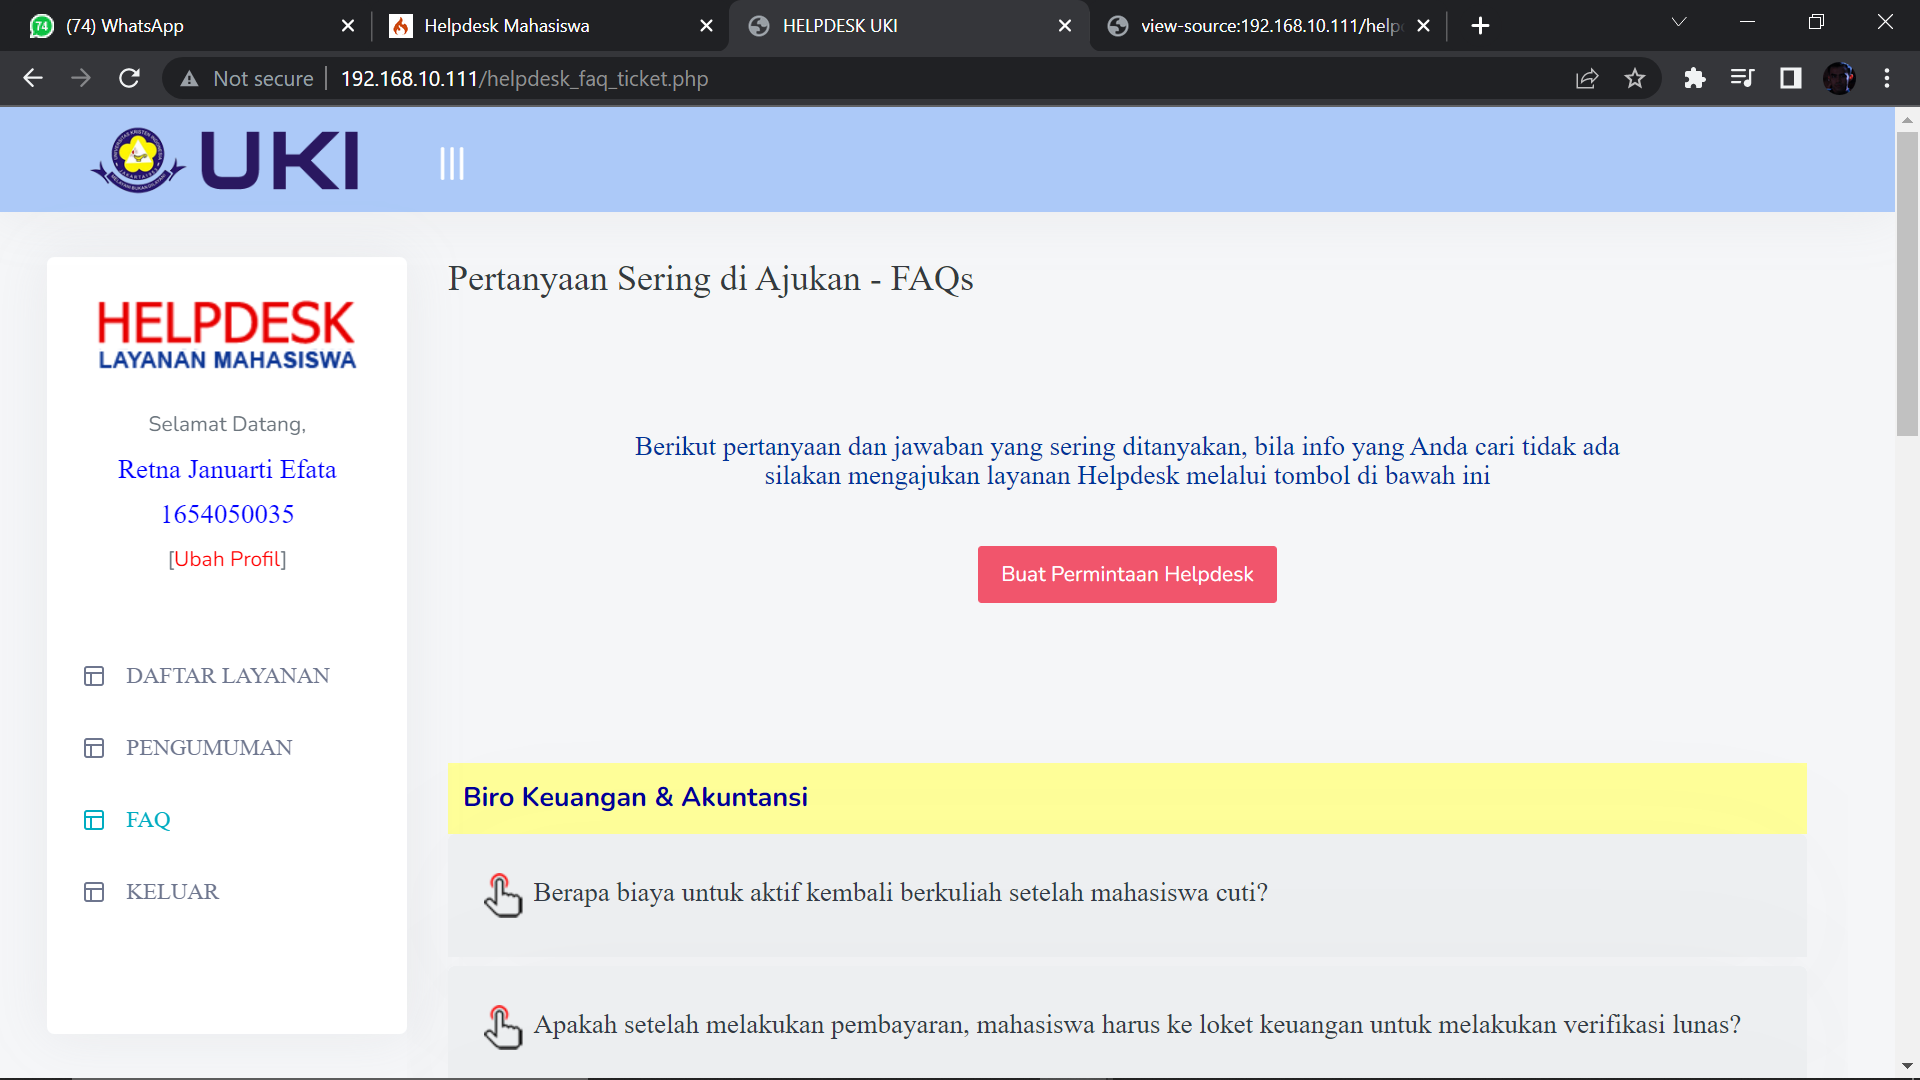 74 (74) WhatsApp
Helpdesk Mahasiswa
HELPDESK UKI
view-source:192.168.10.111/help
Not secure 192.168.10.111/helpdesk_faq_ticket.php
UKI
HELPDESK
LAYANAN MAHASISWA
Selamat Datang,
Retna Januarti Efata
1654050035
[Ubah Profil]
DAFTAR LAYANAN
PENGUMUMAN
FAQ
KELUAR
Pertanyaan Sering di Ajukan - FAQs
Berikut pertanyaan dan jawaban yang sering ditanyakan, bila info yang Anda cari tidak ada
silakan mengajukan layanan Helpdesk melalui tombol di bawah ini
Buat Permintaan Helpdesk
Biro Keuangan & Akuntansi
Berapa biaya untuk aktif kembali berkuliah setelah mahasiswa cuti?
Apakah setelah melakukan pembayaran, mahasiswa harus ke loket keuangan untuk melakukan verifikasi lunas?